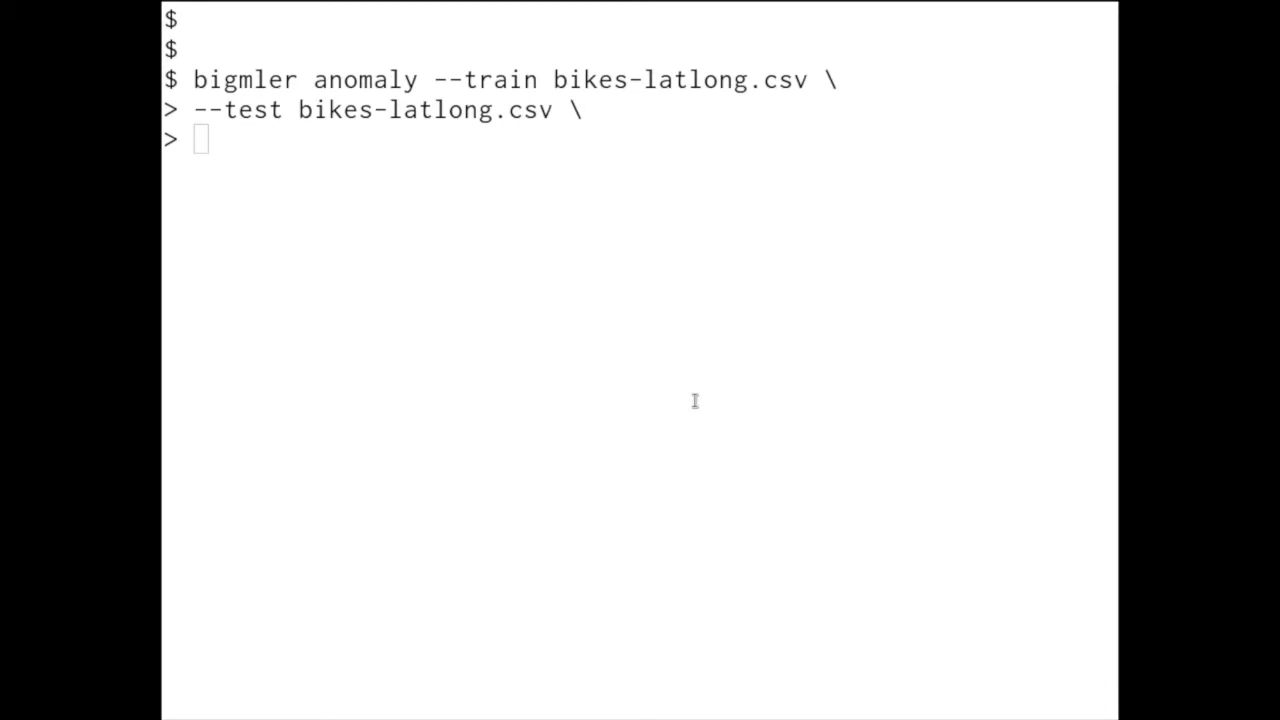 $
$
$ bigmler anomaly --train bikes-latlong.csv \
> --test bikes-latlong.csv \
>